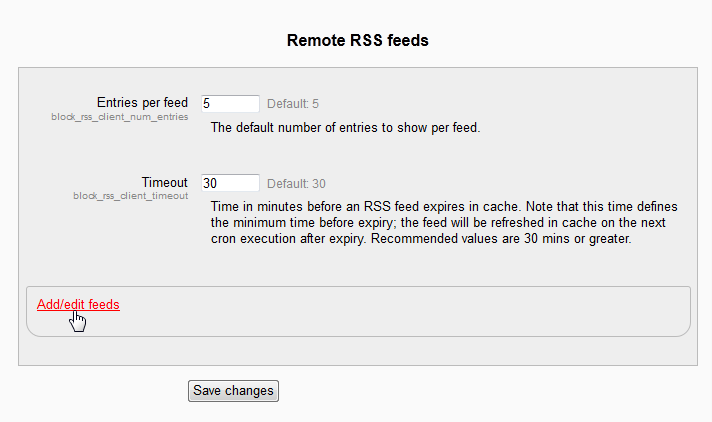 Remote RSS feeds
Entries per feed 5 Default: 5
block_rss_client_num_entries
The default number of entries to show per feed.
Timeout 30 Default: 30
block_rss_client_timeout
Time in minutes before an RSS feed expires in cache. Note that this time defines
the minimum time before expiry; the feed will be refreshed in cache on the next
cron execution after expiry. Recommended values are 30 mins or greater.
Add/edit feeds
Save changes